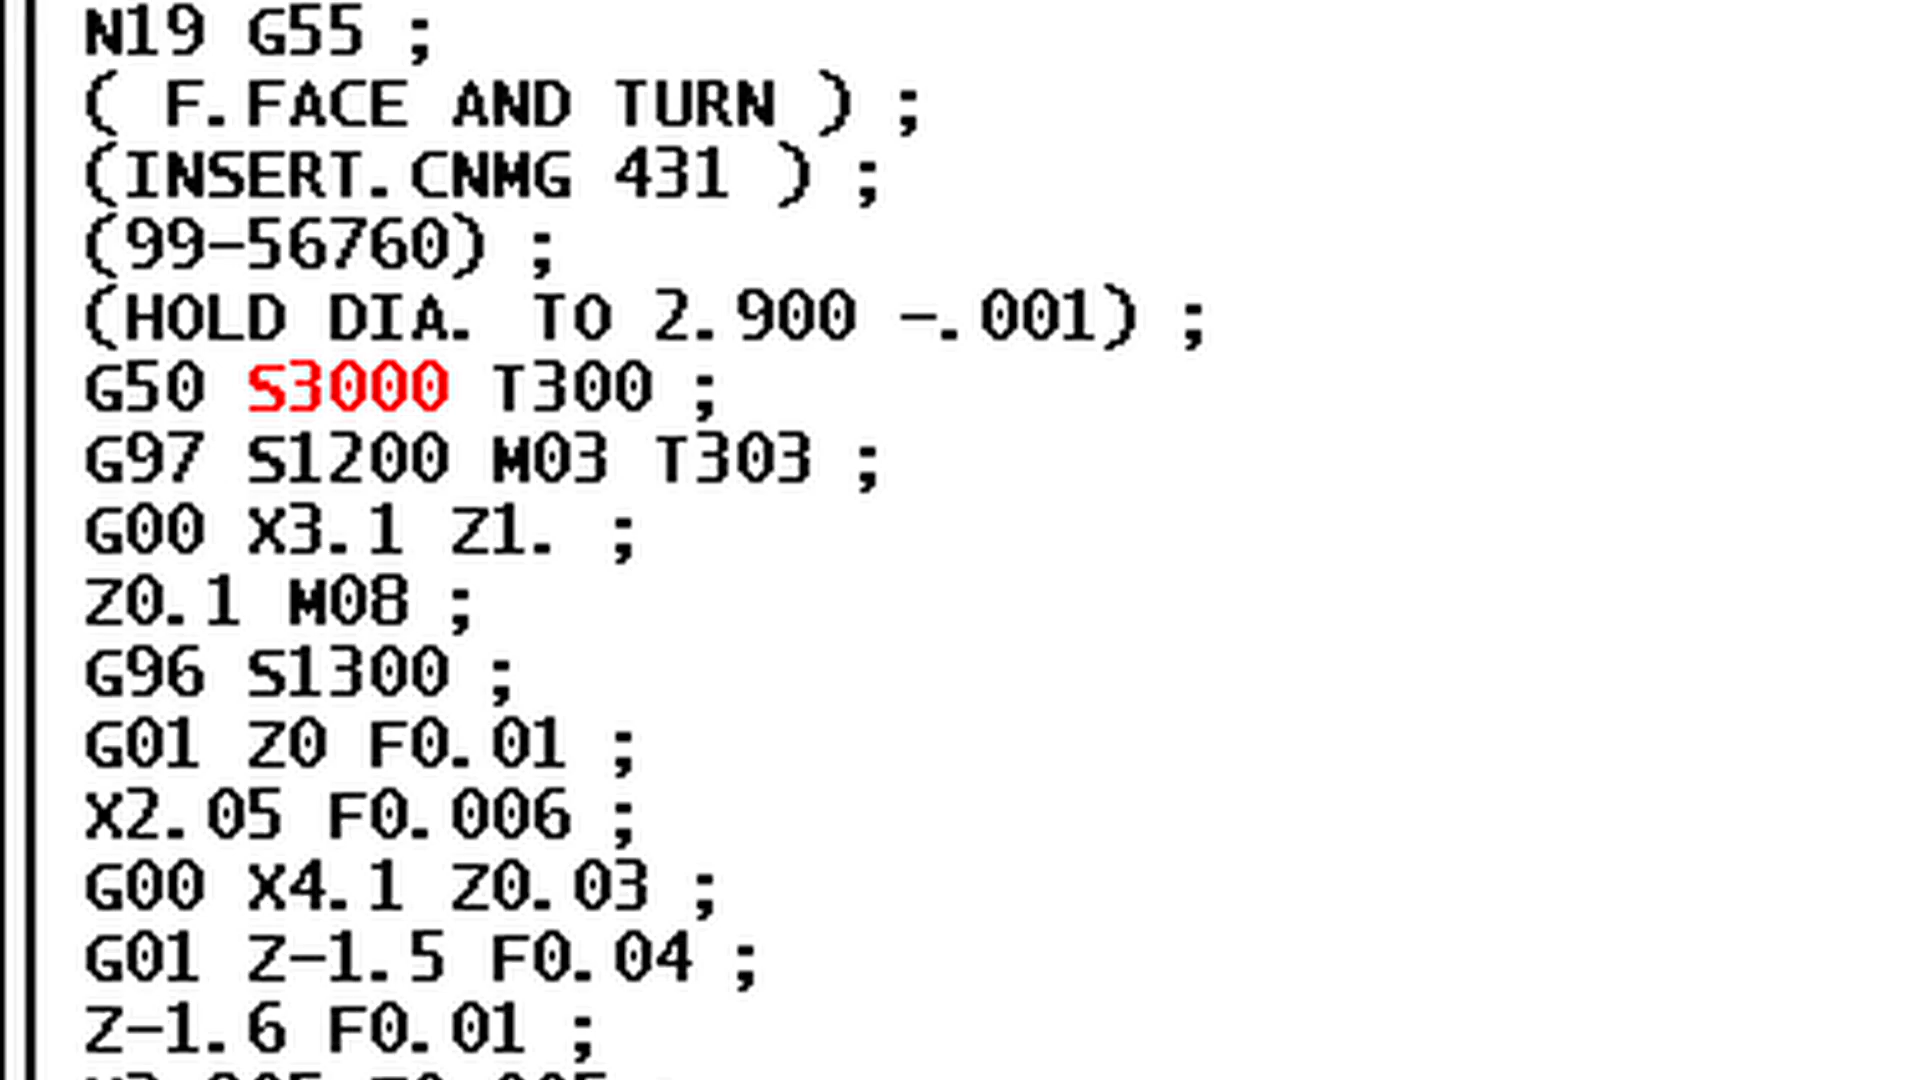 N19 G55 ;
( F.FACE AND TURN ) ;
(INSERT.CNMG 431 ) ;
(99-56760) ;
(HOLD DIA. TO 2.900 -.001) ;
G50 S3000 T300 ;
G97 S1200 M03 T303 ;
G00 X3.1 Z1. ;
Z0.1 M08 ;
G96 S1300 ;
G01 Z0 F0.01 ;
X2.05 F0.006 ;
G00 X4.1 Z0.03 ;
G01 Z-1.5 F0.04 ;
Z-1.6 F0.01 ;